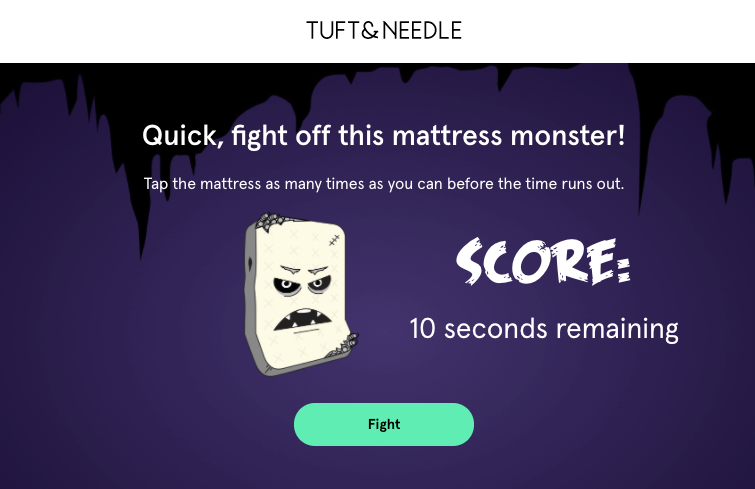 TUFT&NEEDLE
Quick, fight off this mattress monster!
Tap the mattress as many times as you can before the time runs out.
SCORE:
10 seconds remaining
Fight